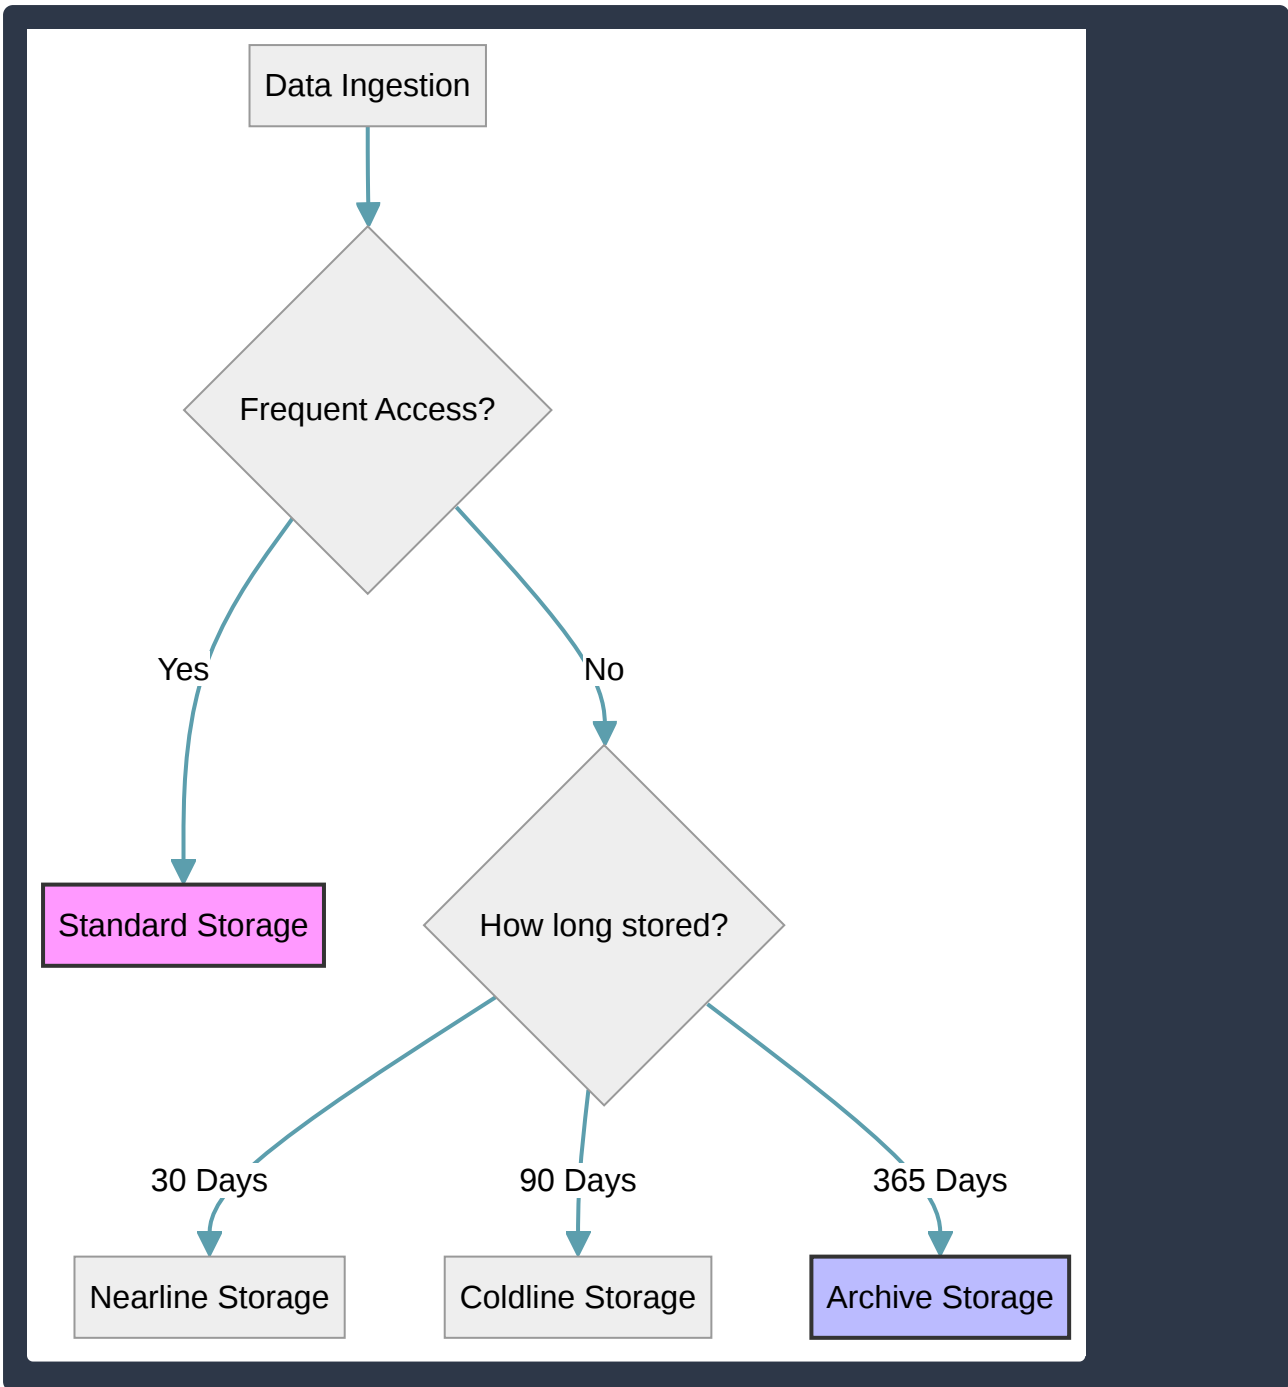 Data Ingestion
Frequent Access?
Yes
No
Standard Storage
How long stored?
30 Days
90 Days
365 Days
Nearline Storage
Coldline Storage
Archive Storage